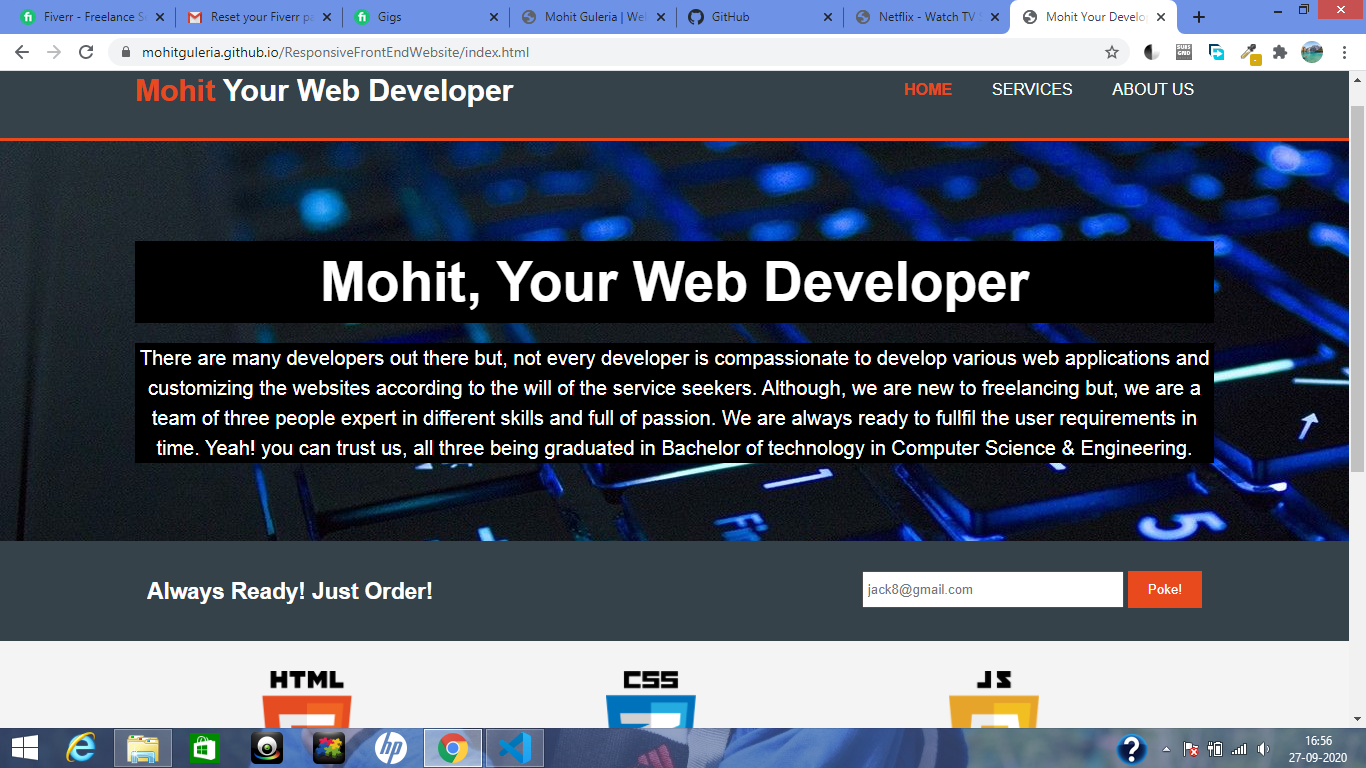 Fiverr - Freelance S
Reset your Fiverr pa
Gigs
Mohit Guleria | We
GitHub
Netflix - Watch TV S
Mohit Your Develo
mohitguleria.github.io/ResponsiveFrontEndWebsite/index.html
Mohit Your Web Developer
HOME
SERVICES
ABOUT US
Mohit, Your Web Developer
There are many developers out there but, not every developer is compassionate to develop various web applications and
customizing the websites according to the will of the service seekers. Although, we are new to freelancing but, we are a
team of three people expert in different skills and full of passion. We are always ready to fullfil the user requirements in
time. Yeah! you can trust us, all three being graduated in Bachelor of technology in Computer Science & Engineering.
1
5
Always Ready! Just Order!
jack8@gmail.com
Poke!
HTML
CSS
JS
hp
?
16:56
27-09-2020